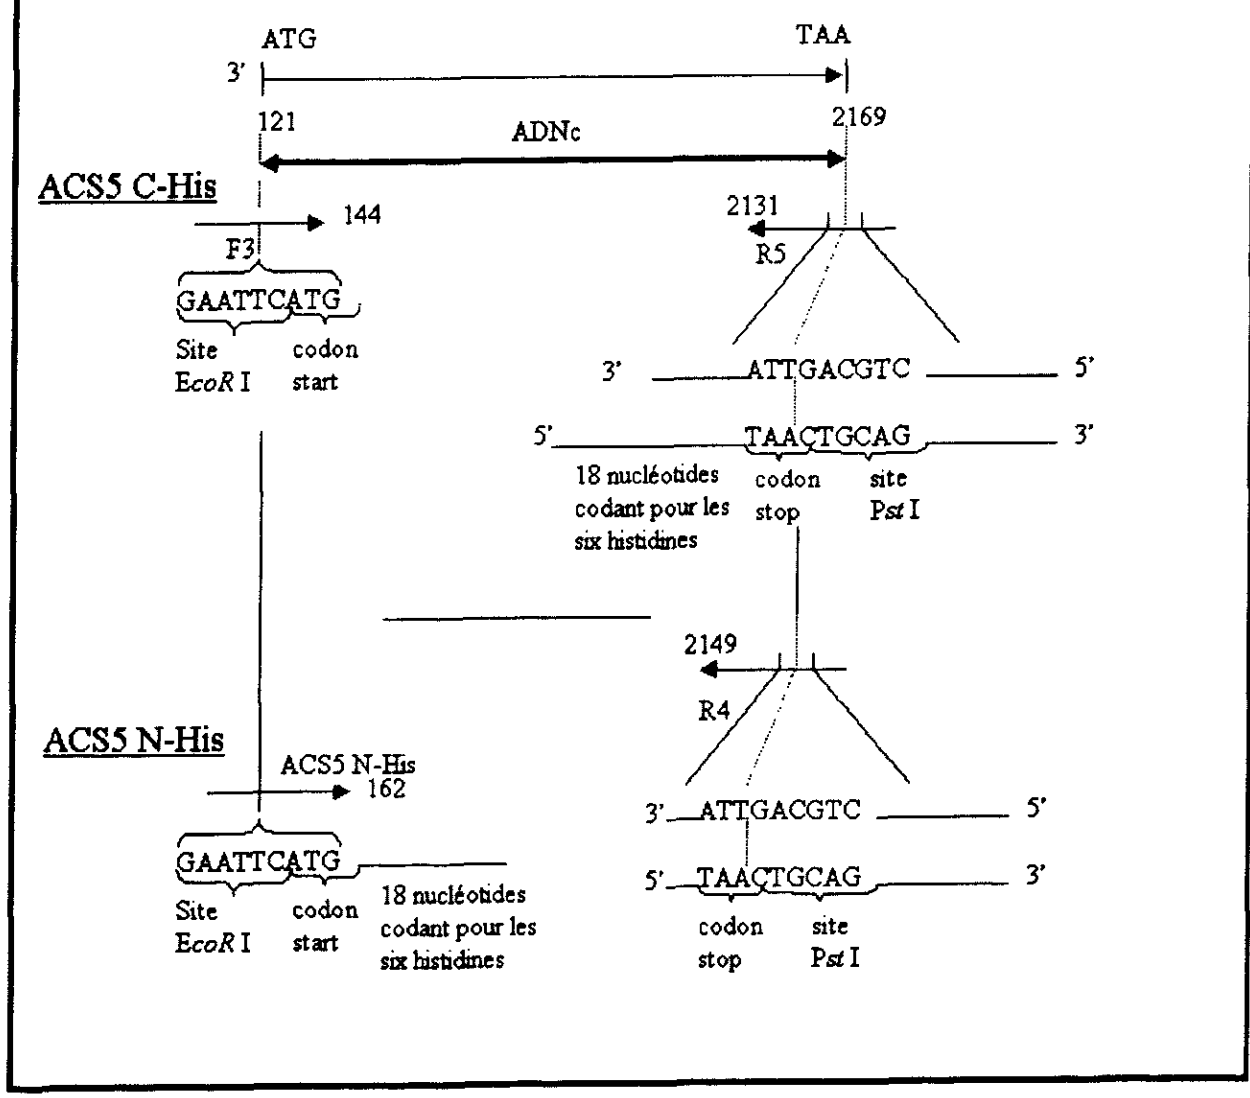 ATG TAA
3'
121 2169
ADNc
ACS5 C-His
144 2131
F3 R5
GAATTCATG
Site codon
EcoR I start
3' ATTGACGTC 5'
5' TAACTGCAG 3'
18 nucléotides codon site
codant pour les stop Pst I
six histidines
2149
R4
ACS5 N-His
ACS5 N-His
162
3' ATTGACGTC 5'
GAATTCATG
5' TAACTGCAG 3'
Site codon 18 nucléotides
EcoR I start codant pour les
six histidines
codon site
stop Pst I